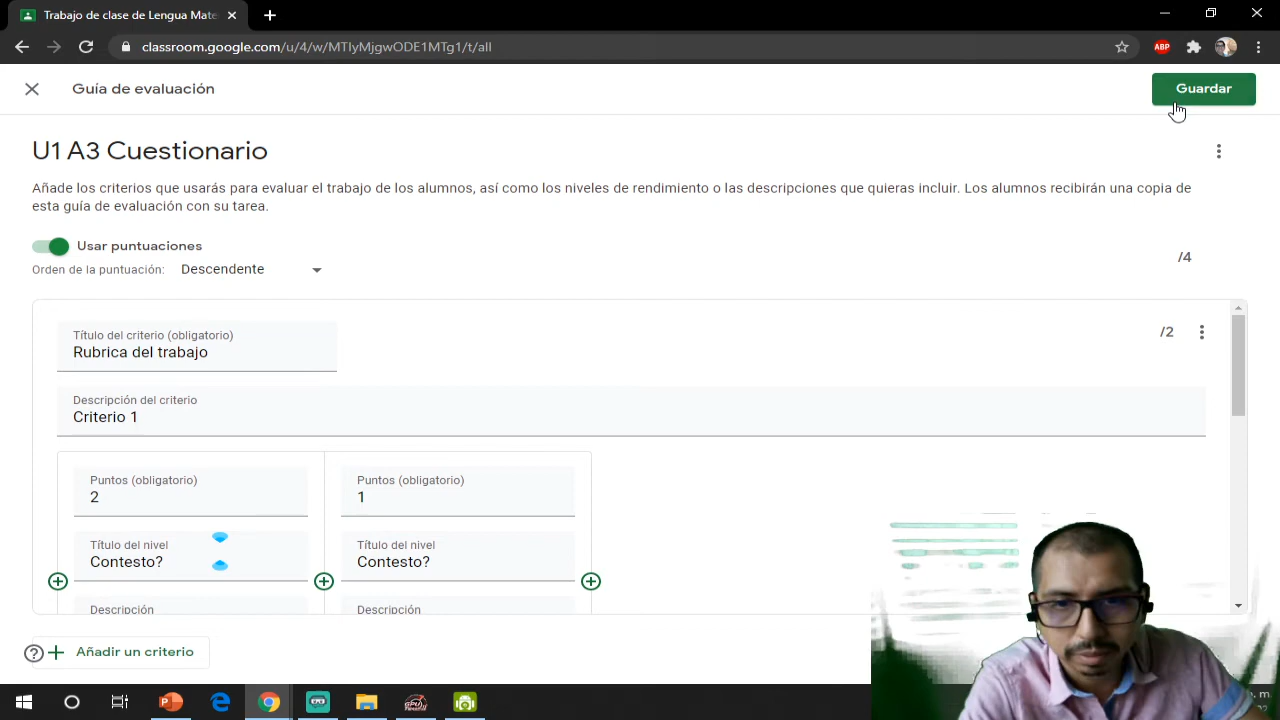 Trabajo de clase de Lengua Mate
classroom.google.com/u/4/w/MTIyMjgwODE1MTg1/t/all
ABP
Guía de evaluación
Guardar
U1 A3 Cuestionario
Añade los criterios que usarás para evaluar el trabajo de los alumnos, así como los niveles de rendimiento o las descripciones que quieras incluir. Los alumnos recibirán una copia de
esta guía de evaluación con su tarea.
Usar puntuaciones
/4
Orden de la puntuación: Descendente
Título del criterio (obligatorio)
Rubrica del trabajo
/2
Descripción del criterio
Criterio 1
Puntos (obligatorio) Puntos (obligatorio)
2 1
Título del nivel Título del nivel
Contesto? Contesto?
Descripción Descripción
Añadir un criterio